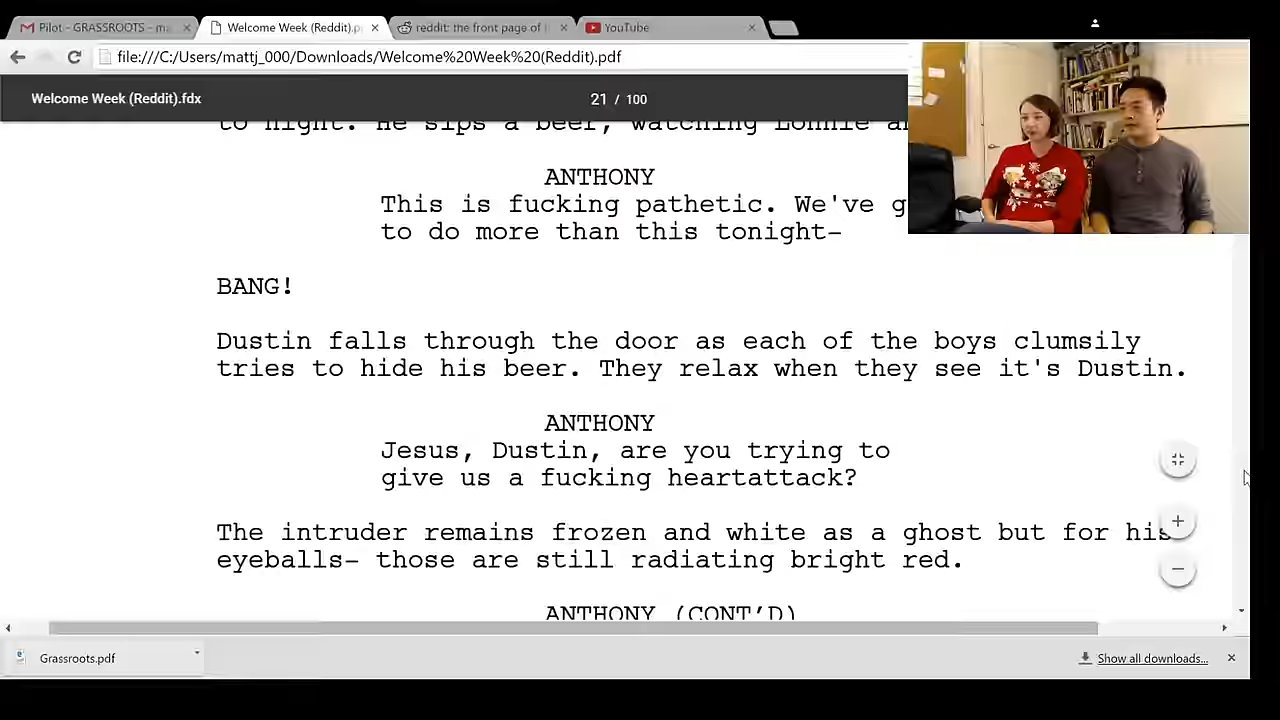 Pilot - GRASSROOTS - ma
Welcome Week (Reddit).p
reddit: the front page of
YouTube
file:///C:/Users/mattj_000/Downloads/Welcome%20Week%20(Reddit).pdf
Welcome Week (Reddit).fdx
21 / 100
to night. He sips a beer, watching Lonnie
ANTHONY
This is fucking pathetic. We've g
to do more than this tonight–
BANG!
Dustin falls through the door as each of the boys clumsily
tries to hide his beer. They relax when they see it's Dustin.
ANTHONY
Jesus, Dustin, are you trying to
give us a fucking heartattack?
The intruder remains frozen and white as a ghost but for his
eyeballs– those are still radiating bright red.
ANTHONY (CONT'D)
Grassroots.pdf
Show all downloads...